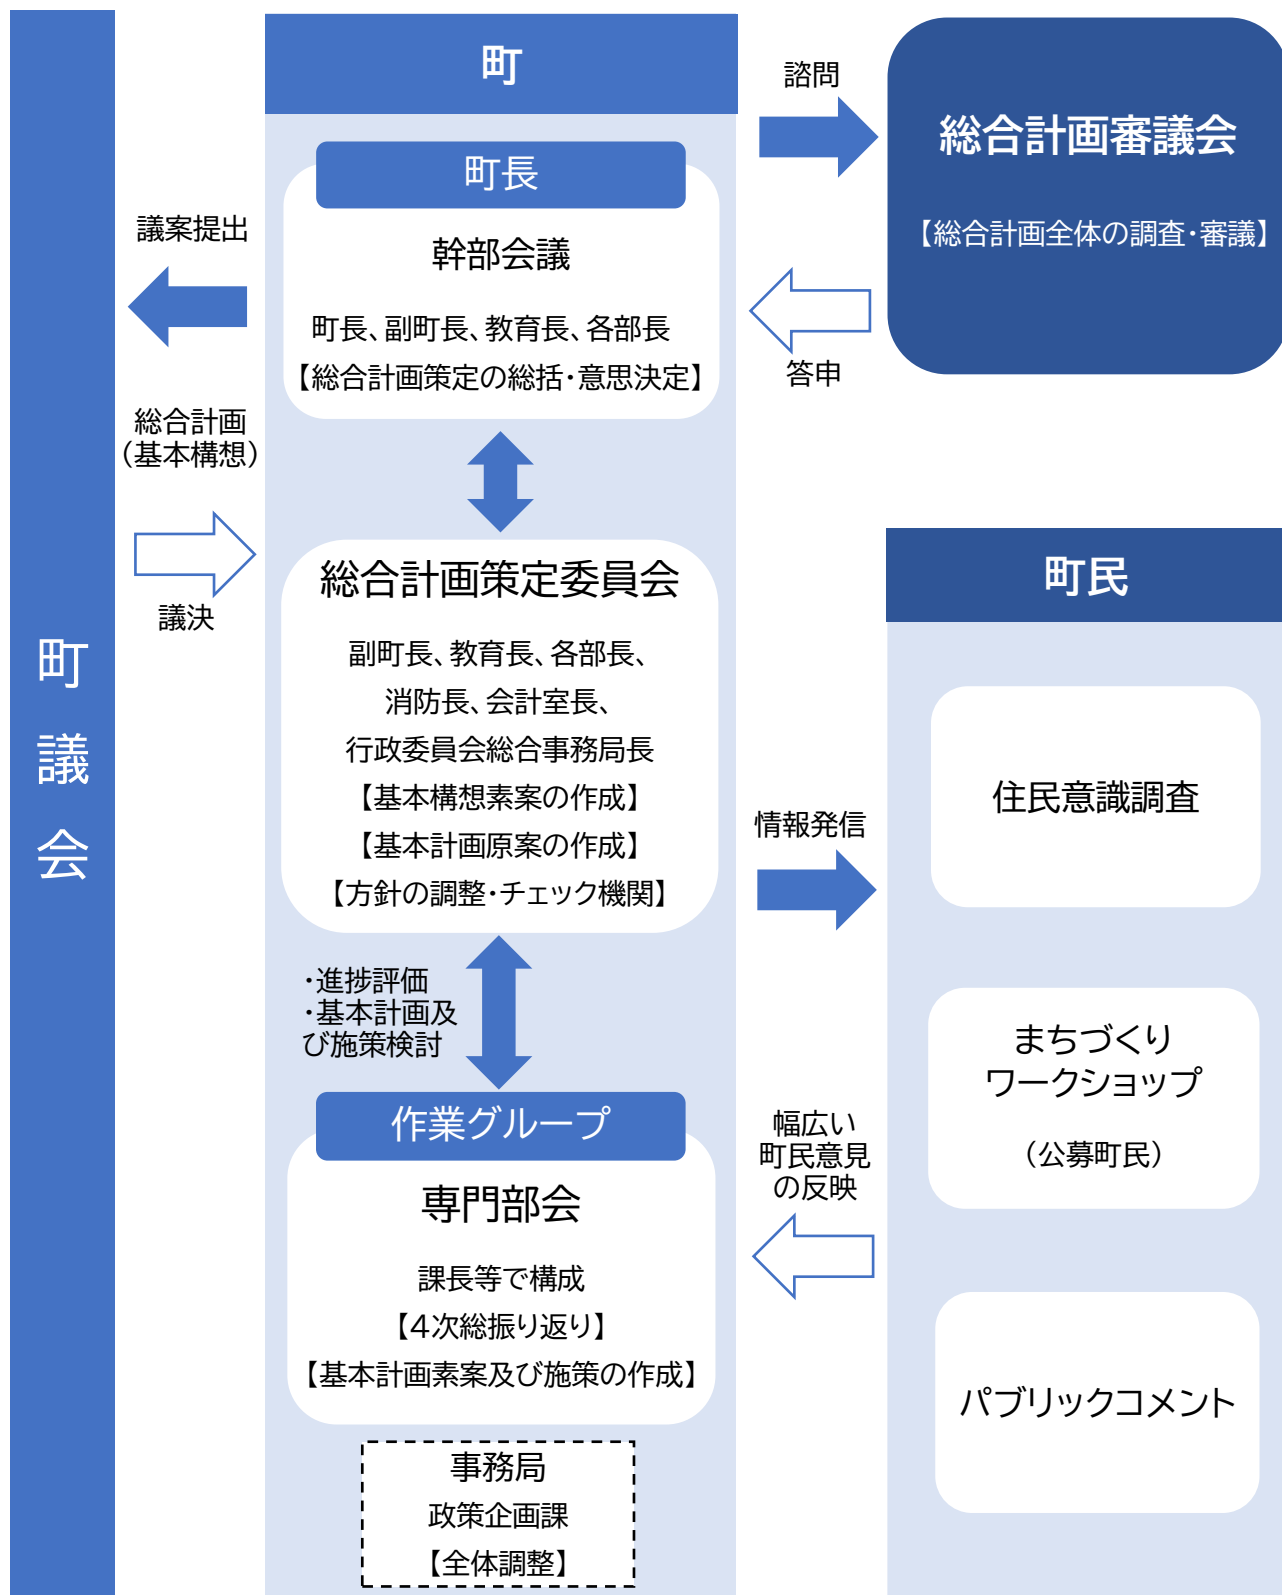 町議会
議案提出
総合計画
（基本構想）
議決
町
町長
幹部会議
町長、副町長、教育長、各部長
【総合計画策定の総括・意思決定】
総合計画策定委員会
副町長、教育長、各部長、
消防長、会計室長、
行政委員会総合事務局長
【基本構想素案の作成】
【基本計画原案の作成】
【方針の調整・チェック機関】
・進捗評価
・基本計画及
び施策検討
作業グループ
専門部会
課長等で構成
【4次総振り返り】
【基本計画素案及び施策の作成】
事務局
政策企画課
【全体調整】
諮問
答申
総合計画審議会
【総合計画全体の調査・審議】
情報発信
幅広い
町民意見
の反映
町民
住民意識調査
まちづくり
ワークショップ
（公募町民）
パブリックコメント